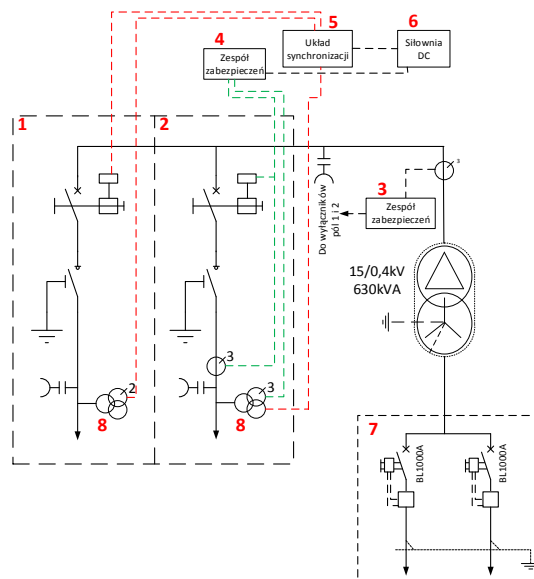 5
6
4
Układ
synchronizacji
Siłownia
DC
Zespół
zabezpieczeń
1
2
3
3
Zespół
zabezpieczeń
Do wyłączników
pól 1 i 2
15/0,4kV
630kVA
3
2
3
8
8
7
BL1000A
BL1000A